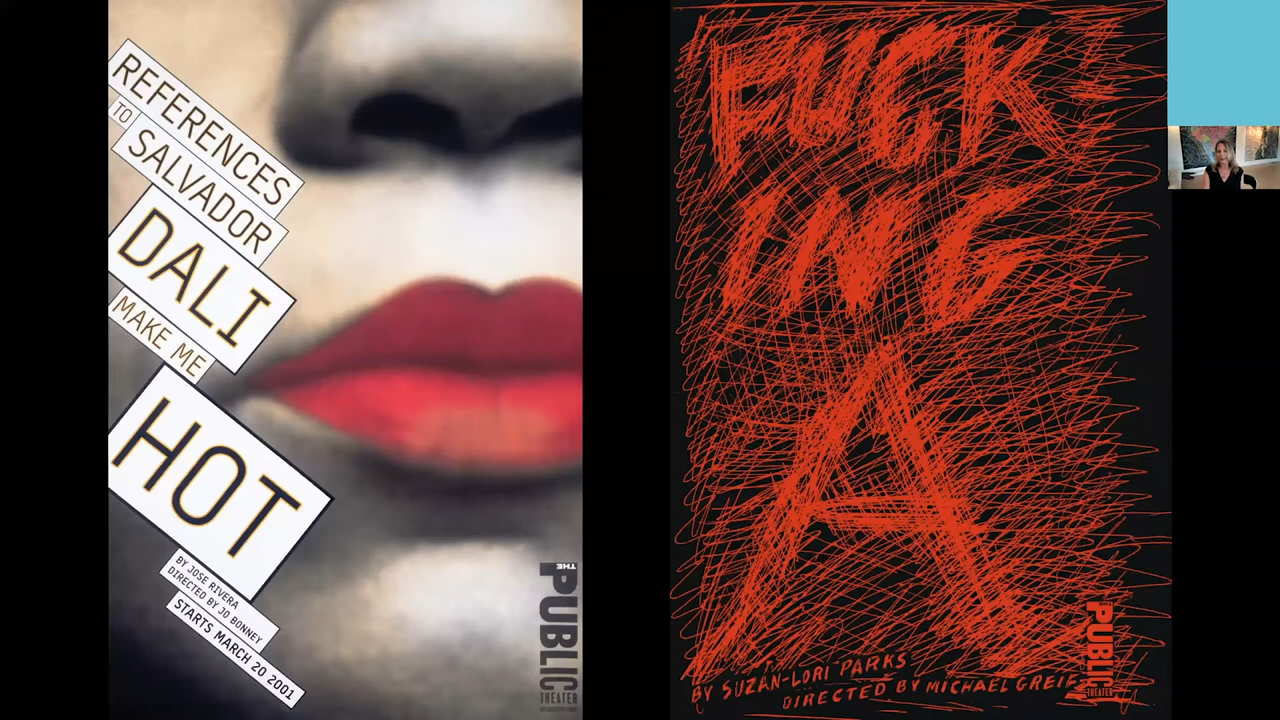 REFERENCES
TO SALVADOR
DALI
MAKE ME
HOT
BY JOSE RIVERA
DIRECTED BY JO BONNEY
STARTS MARCH 20 2001
THE
PUBLIC
THEATER
FUCK
ING
A
BY SUZAN-LORI PARKS
DIRECTED BY MICHAEL GREIF
THE
PUBLIC
THEATER